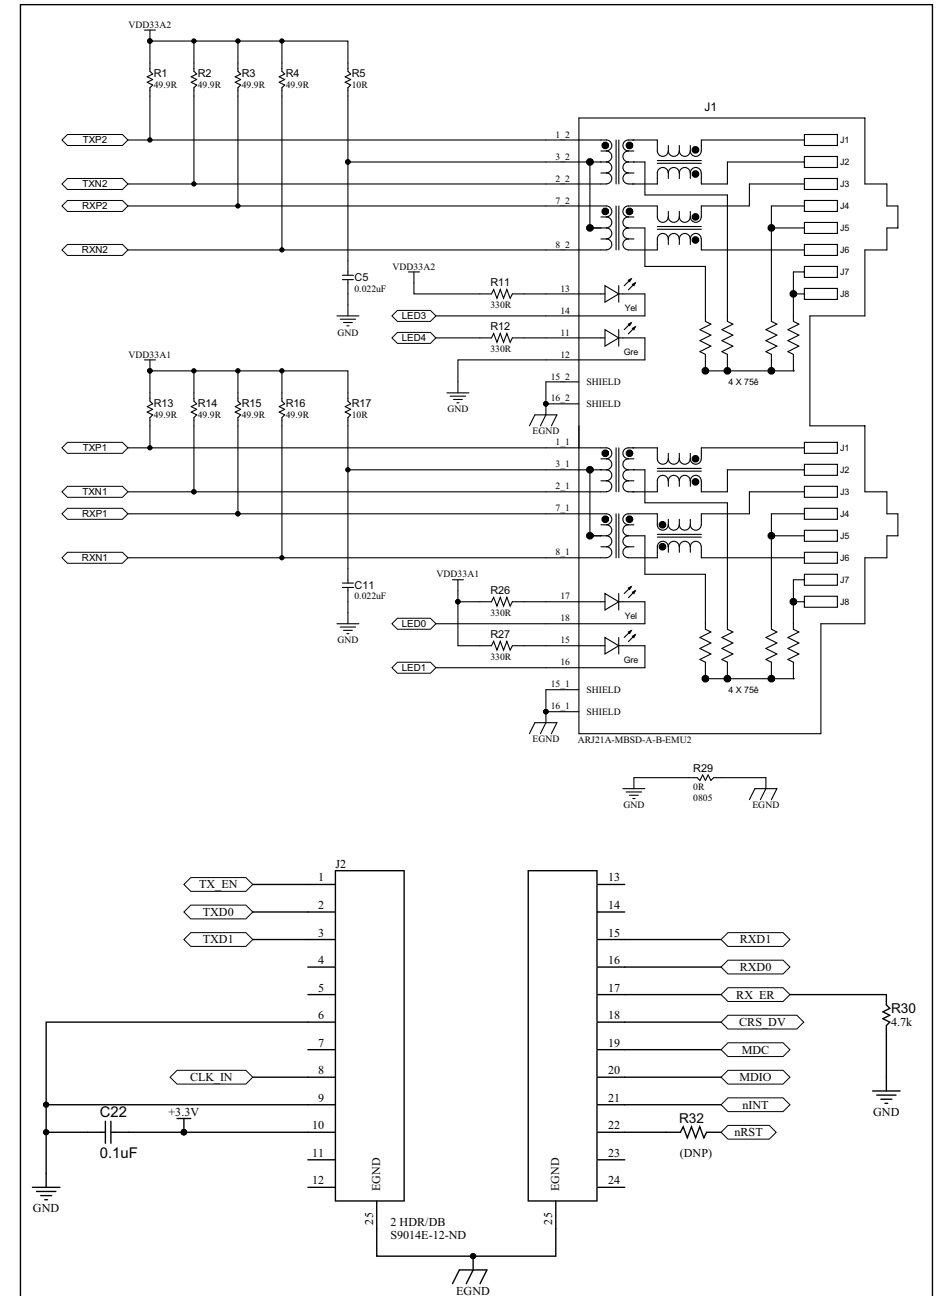 VDD33A2
R1 R2 R3 R4 R5
49.9R 49.9R 49.9R 49.9R 10R
J1
TXP2 1_2 J1
3_2 J2
TXN2 2_2 J3
RXP2 7_2 J4
J5
RXN2 8_2 J6
VDD33A2 J7
C5 R11 13 J8
0.022uF 330R Yel
LED3 14
GND R12
LED4 11
330R Gre
12
VDD33A1
4 X 75ê
15_2 SHIELD
GND
R13 R14 R15 R16 R17
49.9R 49.9R 49.9R 49.9R 10R
16_2 SHIELD
EGND
TXP1 1_1 J1
3_1 J2
TXN1 2_1 J3
RXP1 7_1 J4
J5
RXN1 8_1 J6
VDD33A1 J7
C11 R26 17 J8
0.022uF 330R Yel
LED0 18
GND R27 15
330R Gre
LED1 16
4 X 75ê
15_1 SHIELD
16_1 SHIELD
EGND ARJ21A-MBSD-A-B-EMU2
R29
0R
0805
GND EGND
J2
TX_EN 1 13
TXD0 2 14
TXD1 3 15 RXD1
4 16 RXD0
5 17 RX_ER R30
4.7k
6 18 CRS_DV
7 19 MDC
CLK_IN 8 20 MDIO
9 21 nINT GND
C22 +3.3V 10 22 R32 nRST
0.1uF (DNP)
11 23
12 EGND EGND 24
GND
25 25
2 HDR/DB
S9014E-12-ND
EGND